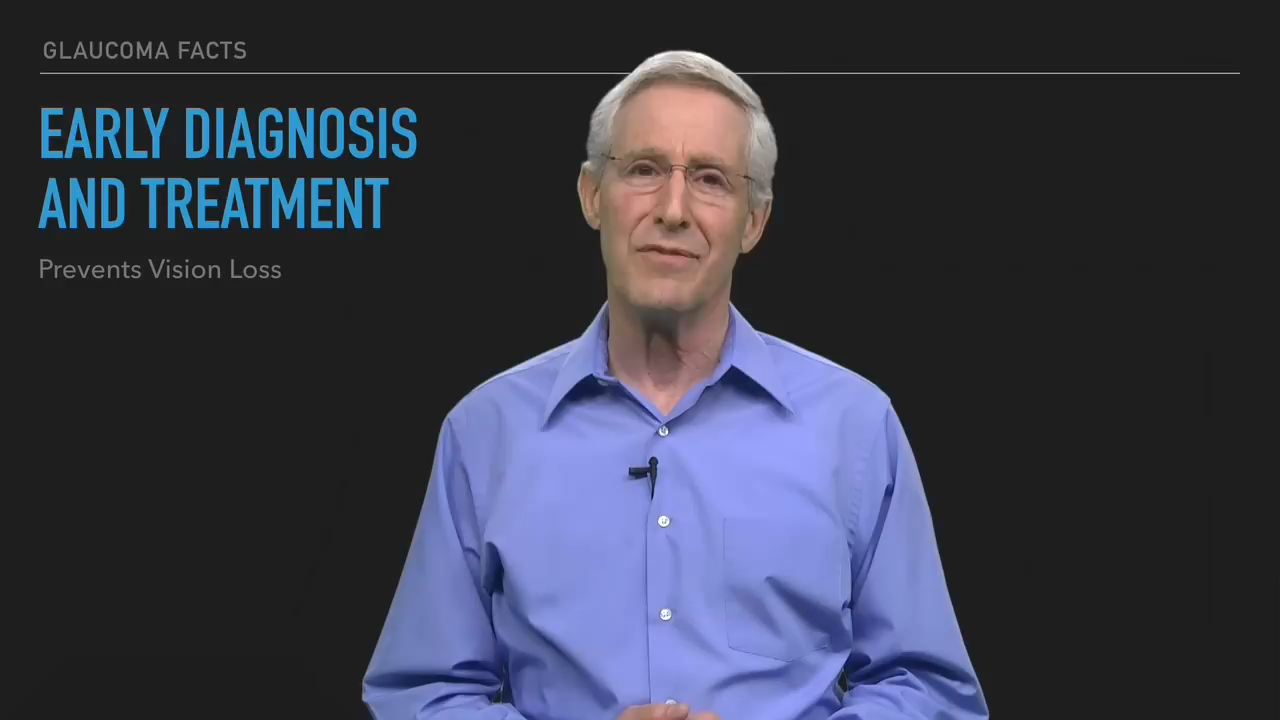 GLAUCOMA FACTS
EARLY DIAGNOSIS
AND TREATMENT
Prevents Vision Loss